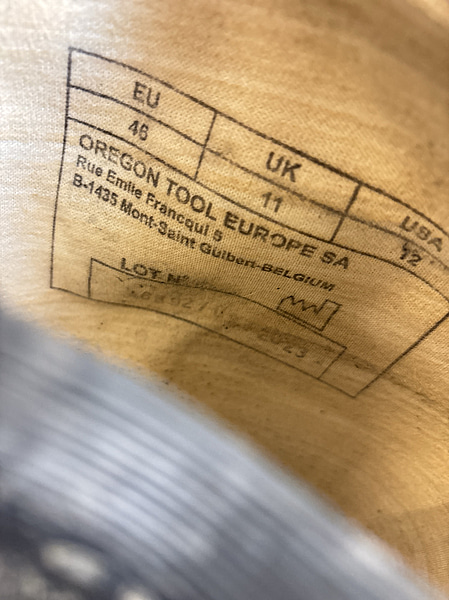 EU UK USA
46 11 12
OREGON TOOL EUROPE SA
Rue Emile Francqui 5
B-1435 Mont-Saint Guibert-BELGIUM
LOT N°
2023